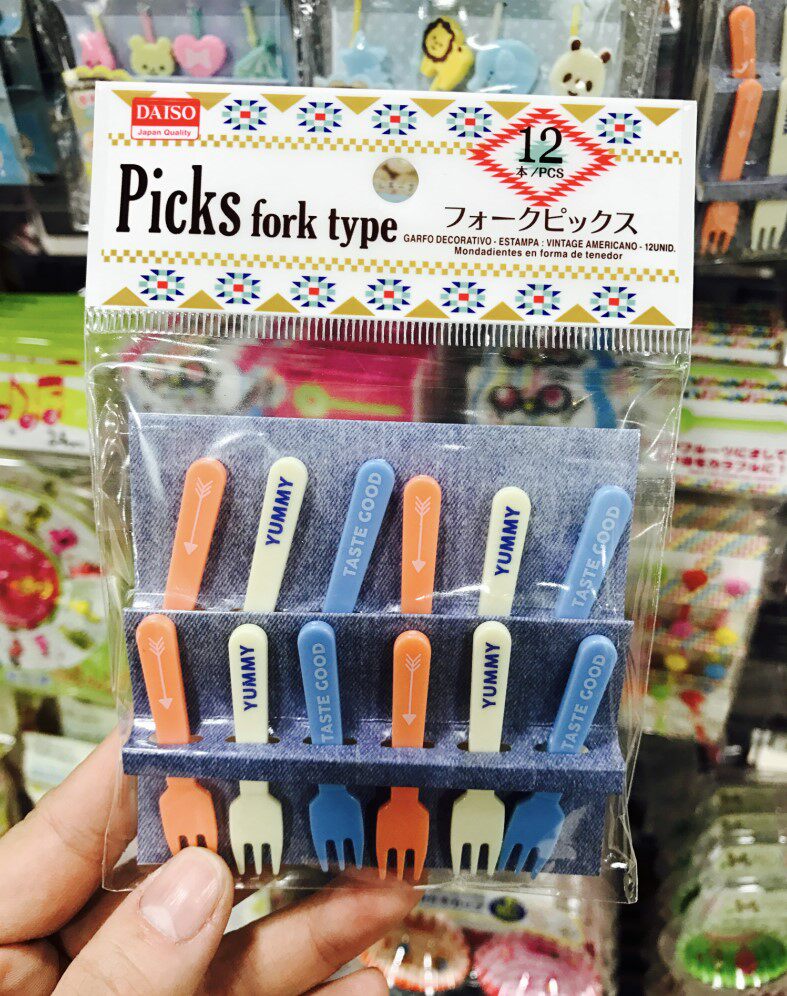 DAISO
Japan Quality
12
本/PCS
Picks fork type
フォークピックス
GARFO DECORATIVO - ESTAMPA : VINTAGE AMERICANO - 12UNID.
Mondadientes en forma de tenedor
YUMMY
TASTE GOOD
YUMMY
TASTE GOOD
YUMMY
TASTE GOOD
YUMMY
TASTE GOOD